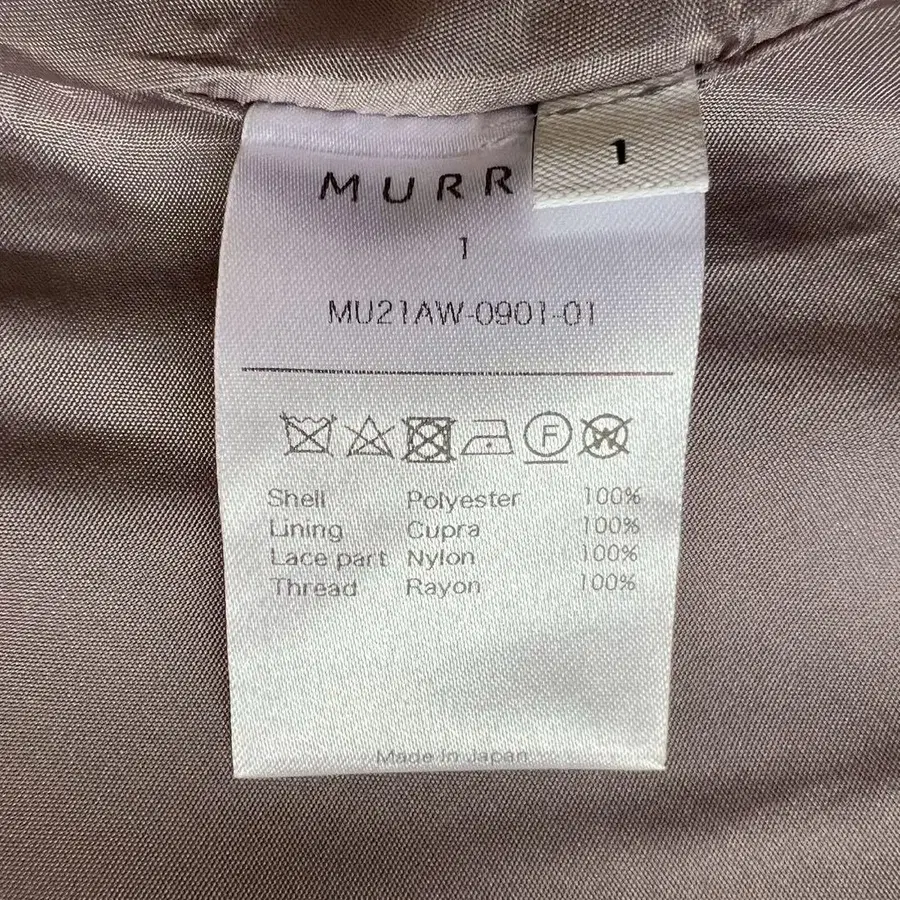 MURR
1
1
MU21AW-0901-01
F
W
Shell Polyester 100%
Lining Cupra 100%
Lace part Nylon 100%
Thread Rayon 100%
Made in Japan